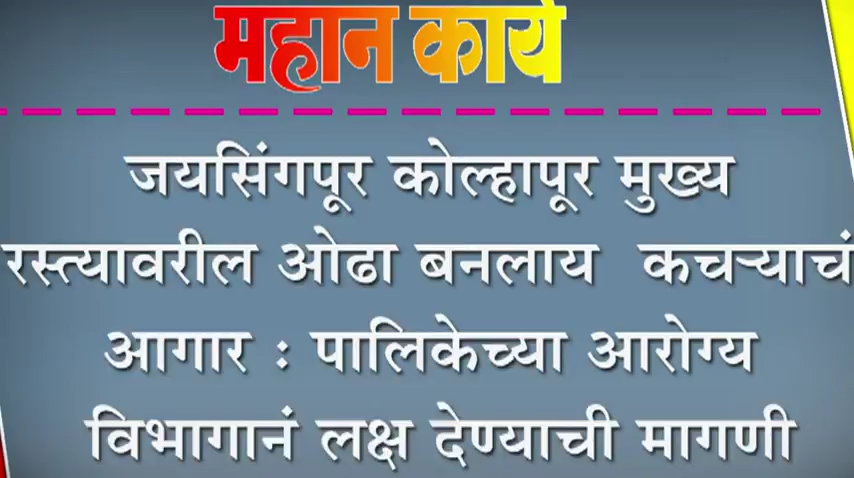 महान कार्य
जयसिंगपूर कोल्हापूर मुख्य
रस्त्यावरील ओढा बनलाय कचऱ्याचं
आगार : पालिकेच्या आरोग्य
विभागानं लक्ष देण्याची मागणी